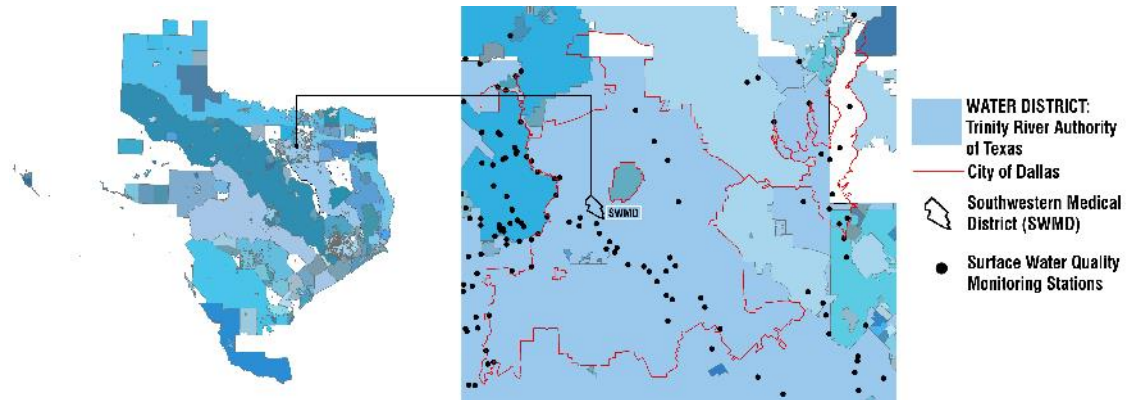 SWMD
WATER DISTRICT:
Trinity River Authority
of Texas
City of Dallas
Southwestern Medical
District (SWMD)
Surface Water Quality
Monitoring Stations